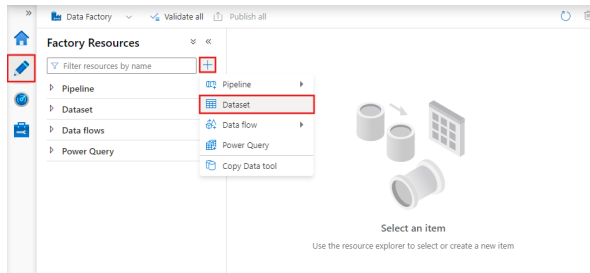 Data Factory
Validate all
Publish all
Factory Resources
Filter resources by name
Pipeline
Dataset
Data flows
Power Query
Pipeline
Dataset
Data flow
Power Query
Copy Data tool
Select an item
Use the resource explorer to select or create a new item